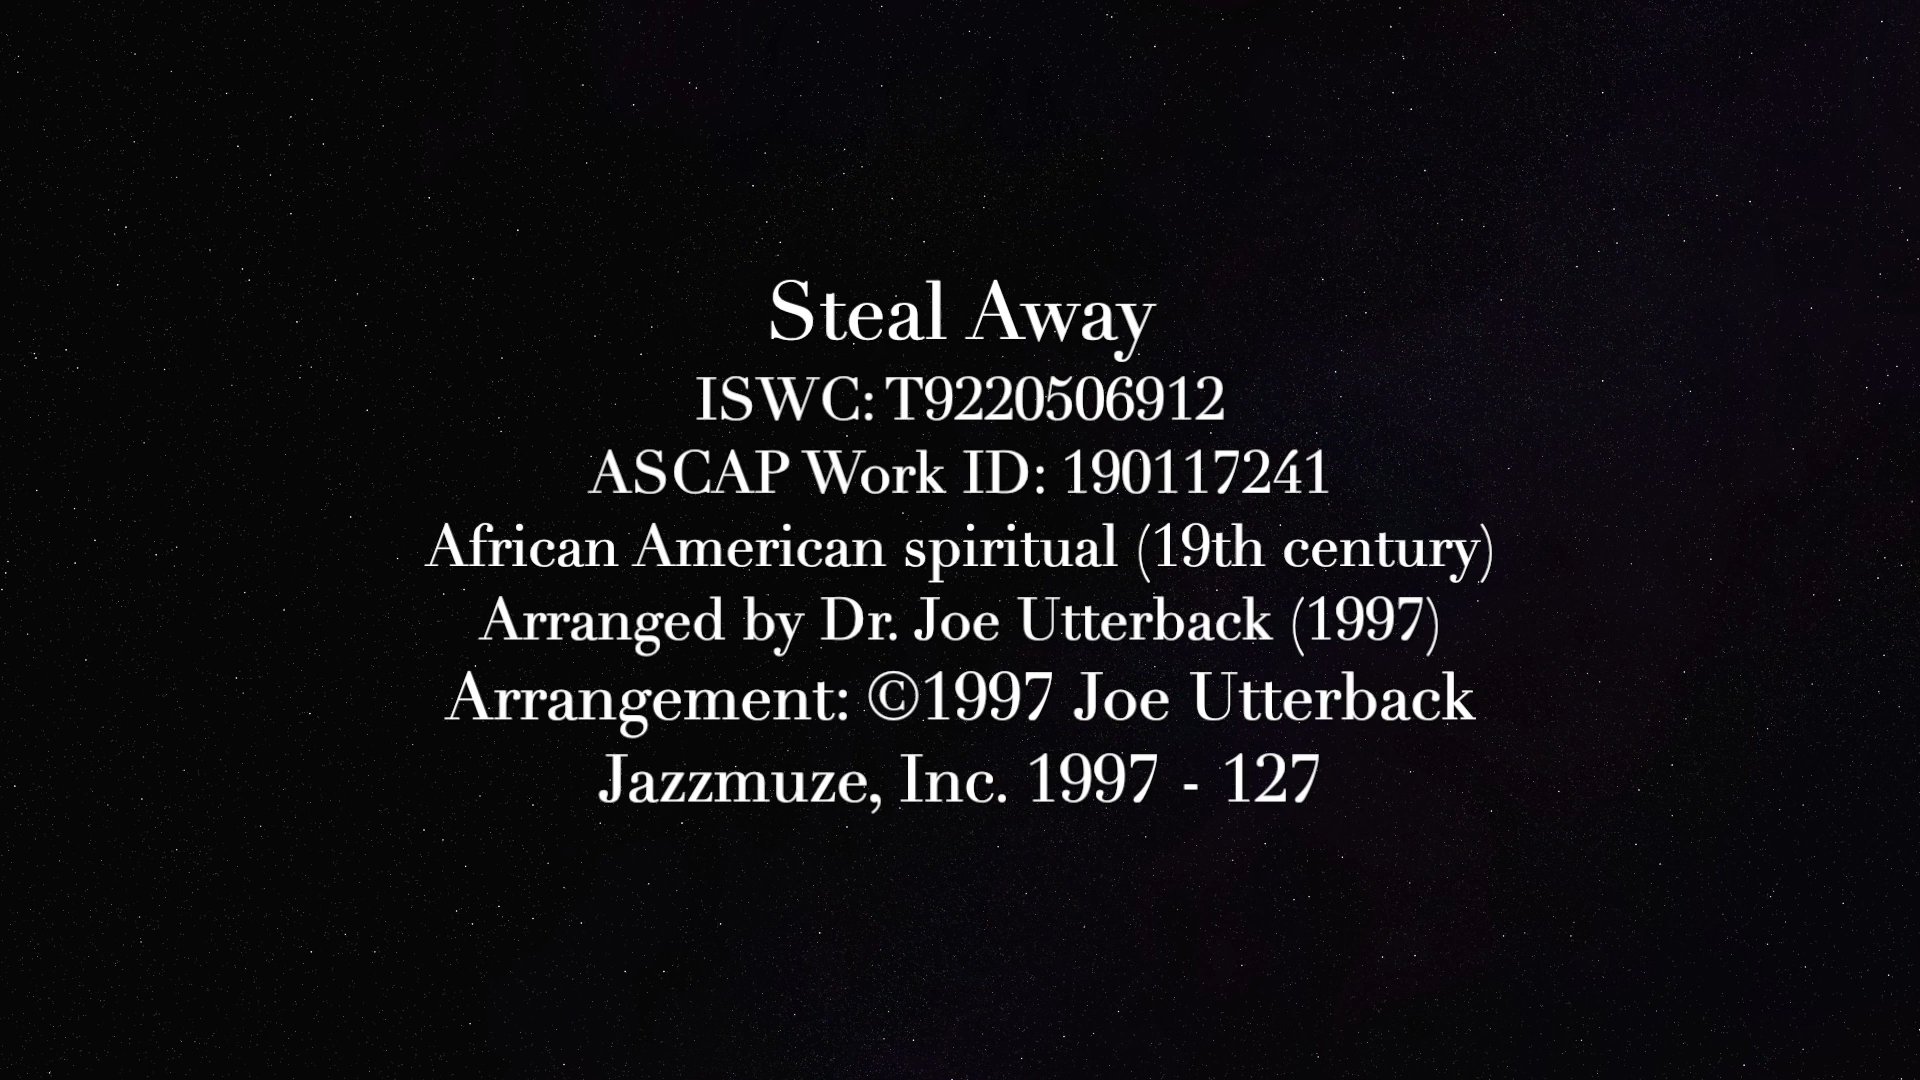 Steal Away
ISWC: T9220506912
ASCAP Work ID: 190117241
African American spiritual (19th century)
Arranged by Dr. Joe Utterback (1997)
Arrangement: ©1997 Joe Utterback
Jazzmuze, Inc. 1997 - 127